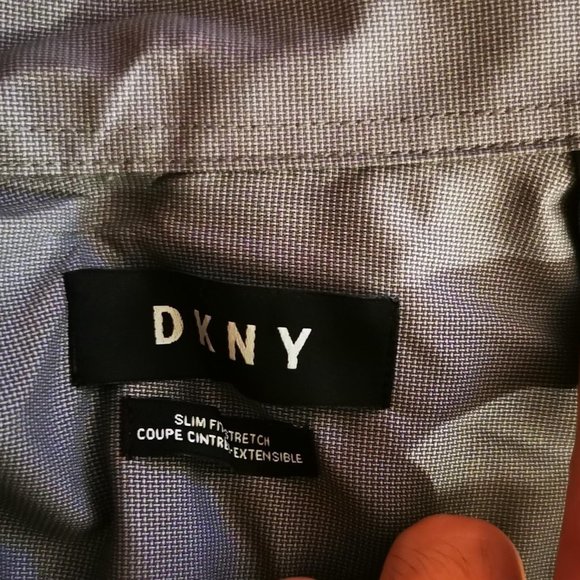 DKNY
SLIM FIT STRETCH
COUPE CINTRÉE-EXTENSIBLE